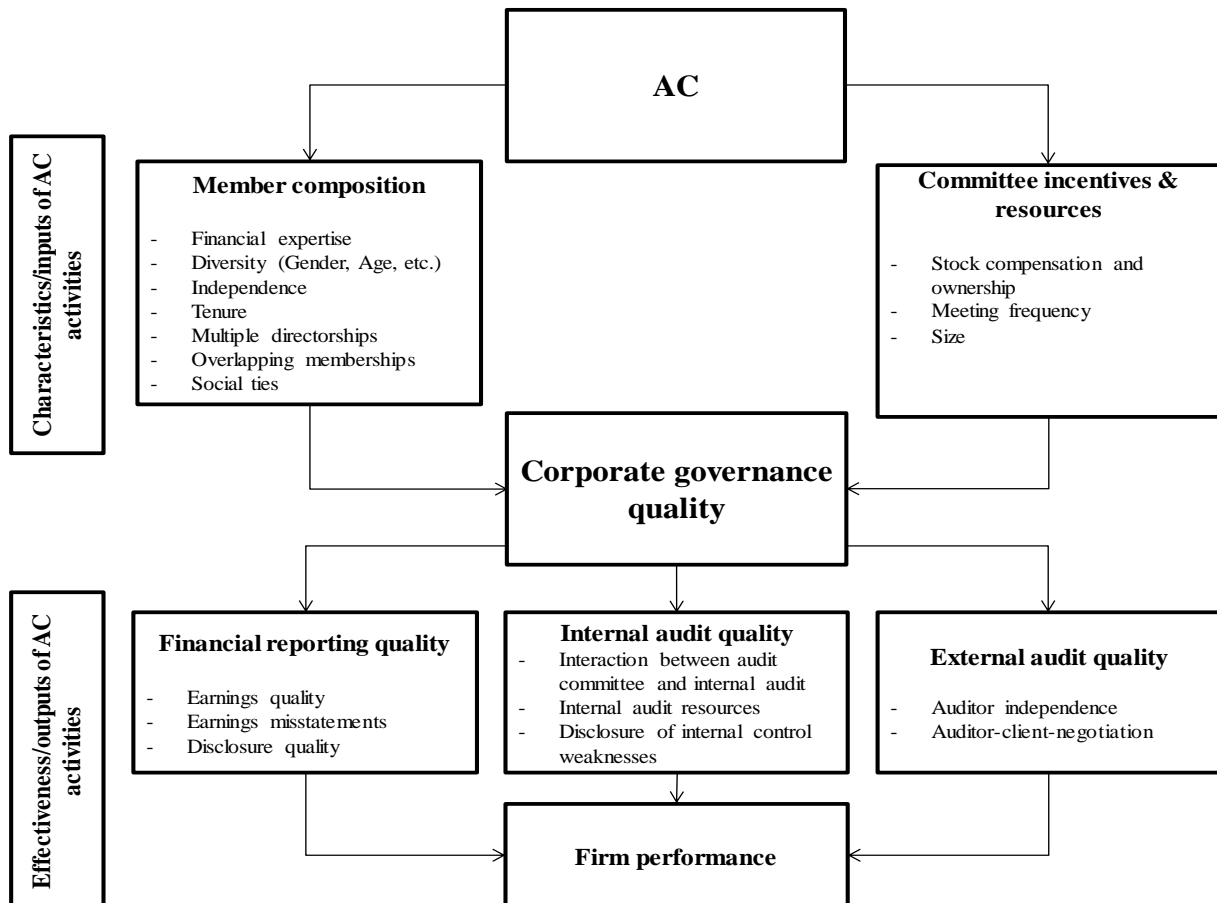 AC
Characteristics/inputs of AC
activities
Member composition
- Financial expertise
- Diversity (Gender, Age, etc.)
- Independence
- Tenure
- Multiple directorships
- Overlapping memberships
- Social ties
Committee incentives &
resources
- Stock compensation and
ownership
- Meeting frequency
- Size
Corporate governance
quality
Effectiveness/outputs of AC
activities
Financial reporting quality
- Earnings quality
- Earnings misstatements
- Disclosure quality
Internal audit quality
- Interaction between audit
committee and internal audit
- Internal audit resources
- Disclosure of internal control
weaknesses
External audit quality
- Auditor independence
- Auditor-client-negotiation
Firm performance